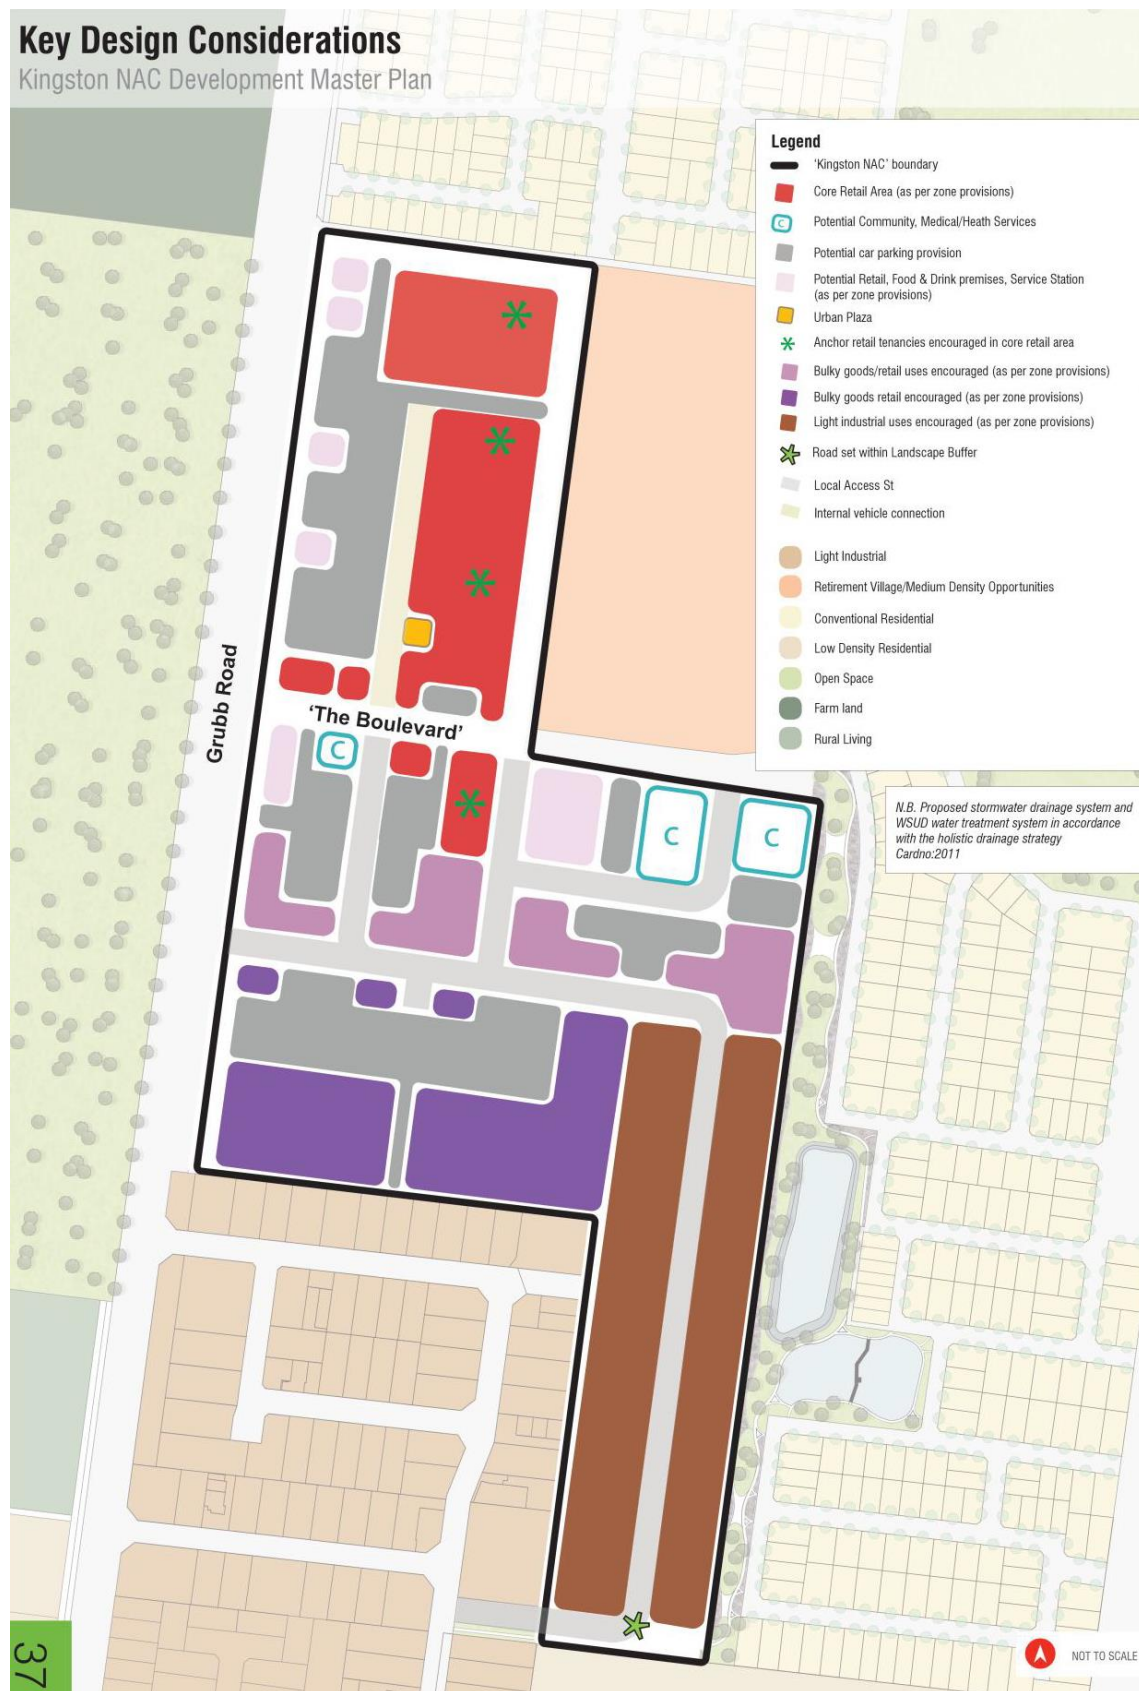 Key Design Considerations
Kingston NAC Development Master Plan
Legend
'Kingston NAC' boundary
Core Retail Area (as per zone provisions)
C
Potential Community, Medical/Heath Services
Potential car parking provision
Potential Retail, Food & Drink premises, Service Station
(as per zone provisions)
Urban Plaza
Anchor retail tenancies encouraged in core retail area
Bulky goods/retail uses encouraged (as per zone provisions)
Bulky goods retail encouraged (as per zone provisions)
Light industrial uses encouraged (as per zone provisions)
Road set within Landscape Buffer
Local Access St
Internal vehicle connection
Light Industrial
Retirement Village/Medium Density Opportunities
Conventional Residential
Low Density Residential
Open Space
Farm land
Rural Living
Grubb Road
'The Boulevard'
C
C
C
N.B. Proposed stormwater drainage system and
WSUD water treatment system in accordance
with the holistic drainage strategy
Cardno:2011
37
NOT TO SCALE